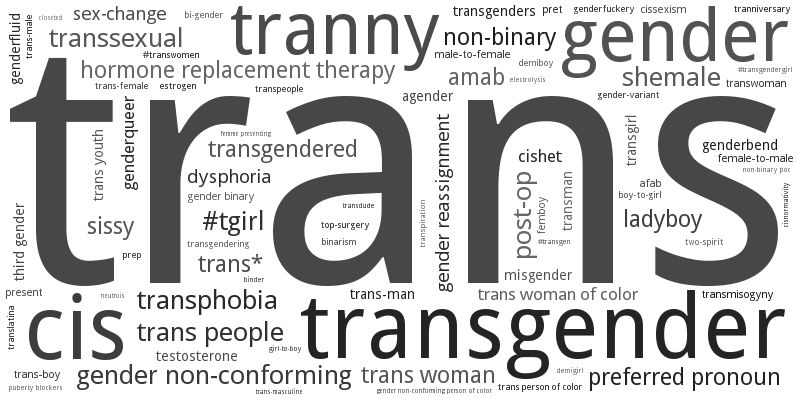 closeted
sex-change
bi-gender
tranny
transgenders
pret
genderfuckery
cissexism
tranniversary
genderfluid
trans-male
transsexual
#transwomen
non-binary
gender
male-to-female
demiboy
hormone replacement therapy
amab
electrolysis
shemale
#transgendergirl
trans-female
estrogen
transpeople
agender
gender-variant
transwoman
trans
trans youth
genderqueer
femme presenting
transgendered
dysphoria
gender binary
transdude
gender reassignment
cishet
transgirl
genderbend
female-to-male
non-binary poc
afab
boy-to-girl
cisnormativity
third gender
sissy
#tgirl
top-surgery
transpiration
post-op
femboy
transman
ladyboy
prep
transgendering
binarism
#transgen
two-spirit
trans*
binder
misgender
present
neutrois
transphobia
trans-man
trans woman of color
transmisogyny
translatina
cis
trans people
transgender
testosterone
girl-to-boy
trans-boy
puberty blockers
gender non-conforming
trans-masculine
trans woman
gender non-conforming person of color
trans person of color
demigirl
preferred pronoun